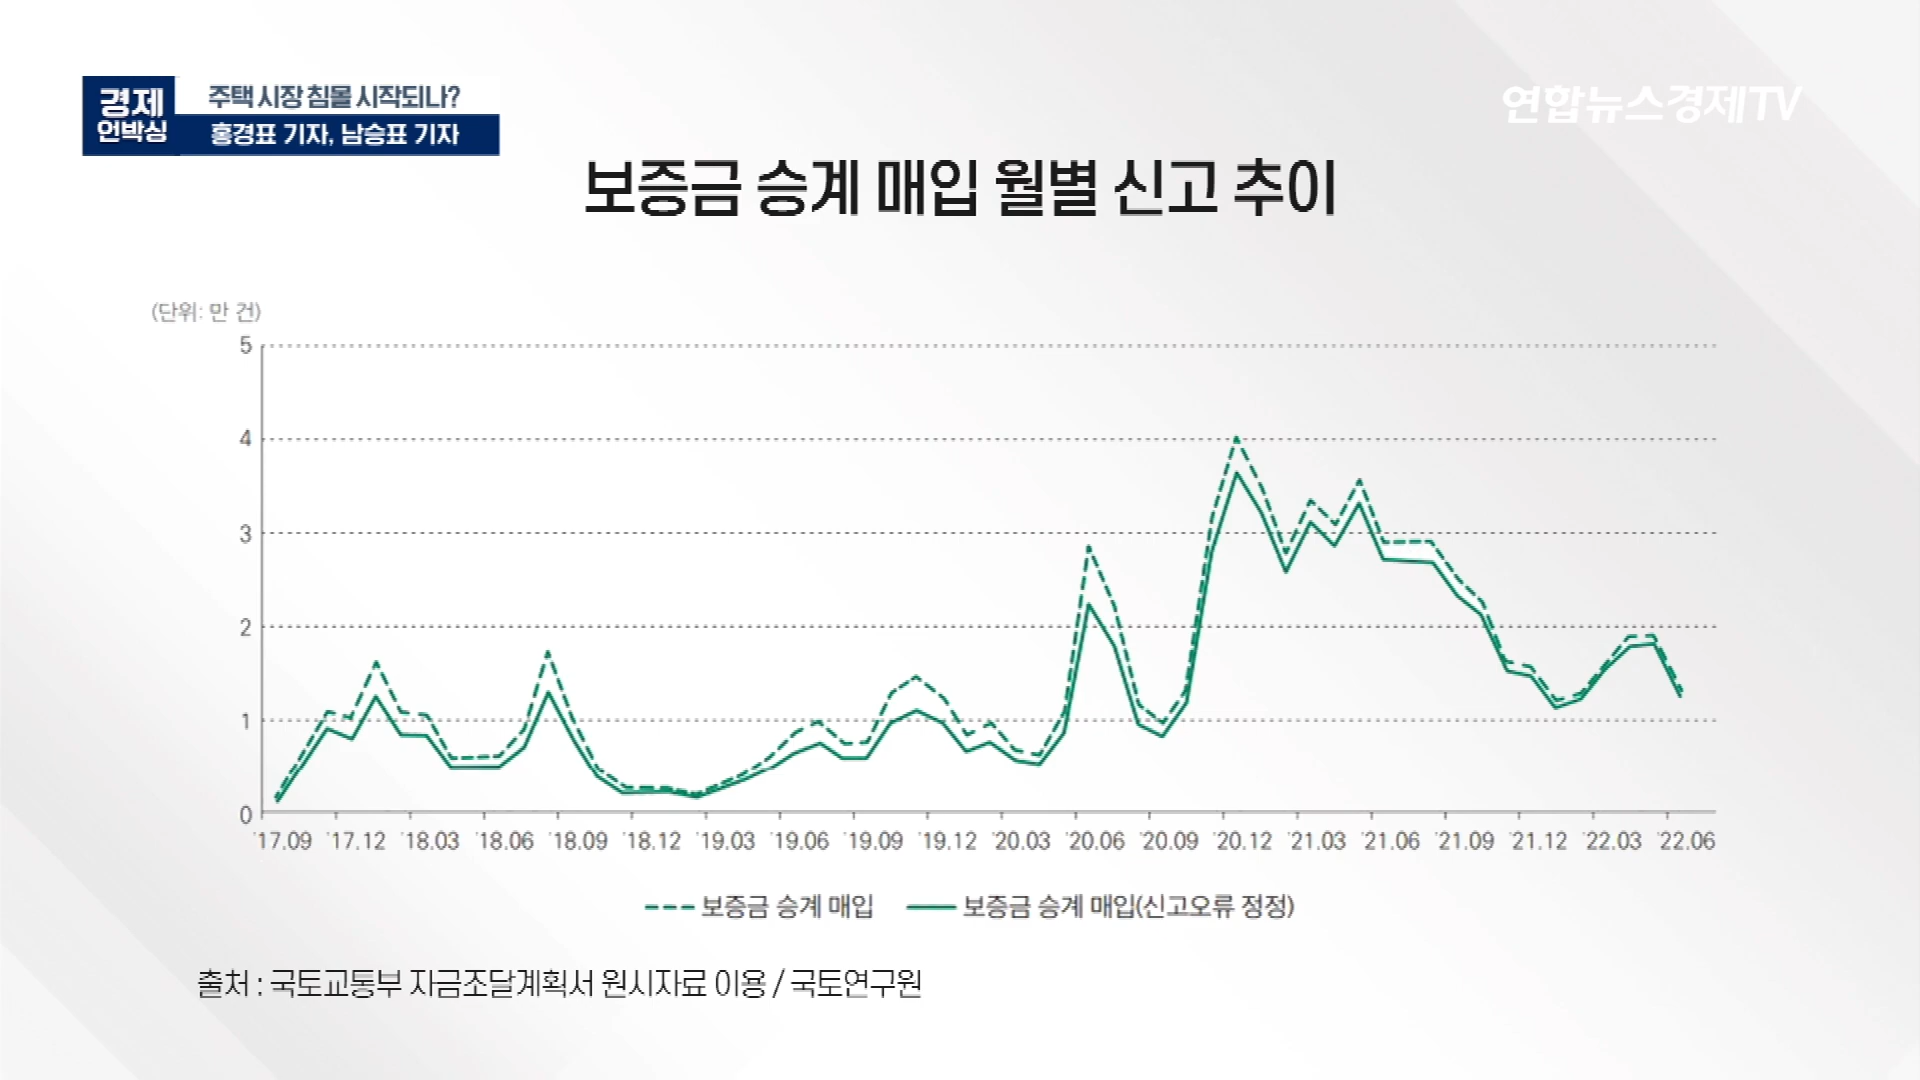 경제
언박싱
주택 시장 침몰 시작되나?
홍경표 기자, 남승표 기자
연합뉴스경제TV
보증금 승계 매입 월별 신고 추이
(단위: 만 건)
5
4
3
2
1
0
'17.09 '17.12 '18.03 '18.06 '18.09 '18.12 '19.03 '19.06 '19.09 '19.12 '20.03 '20.06 '20.09 '20.12 '21.03 '21.06 '21.09 '21.12 '22.03 '22.06
보증금 승계 매입 보증금 승계 매입(신고오류 정정)
출처 : 국토교통부 자금조달계획서 원시자료 이용 / 국토연구원